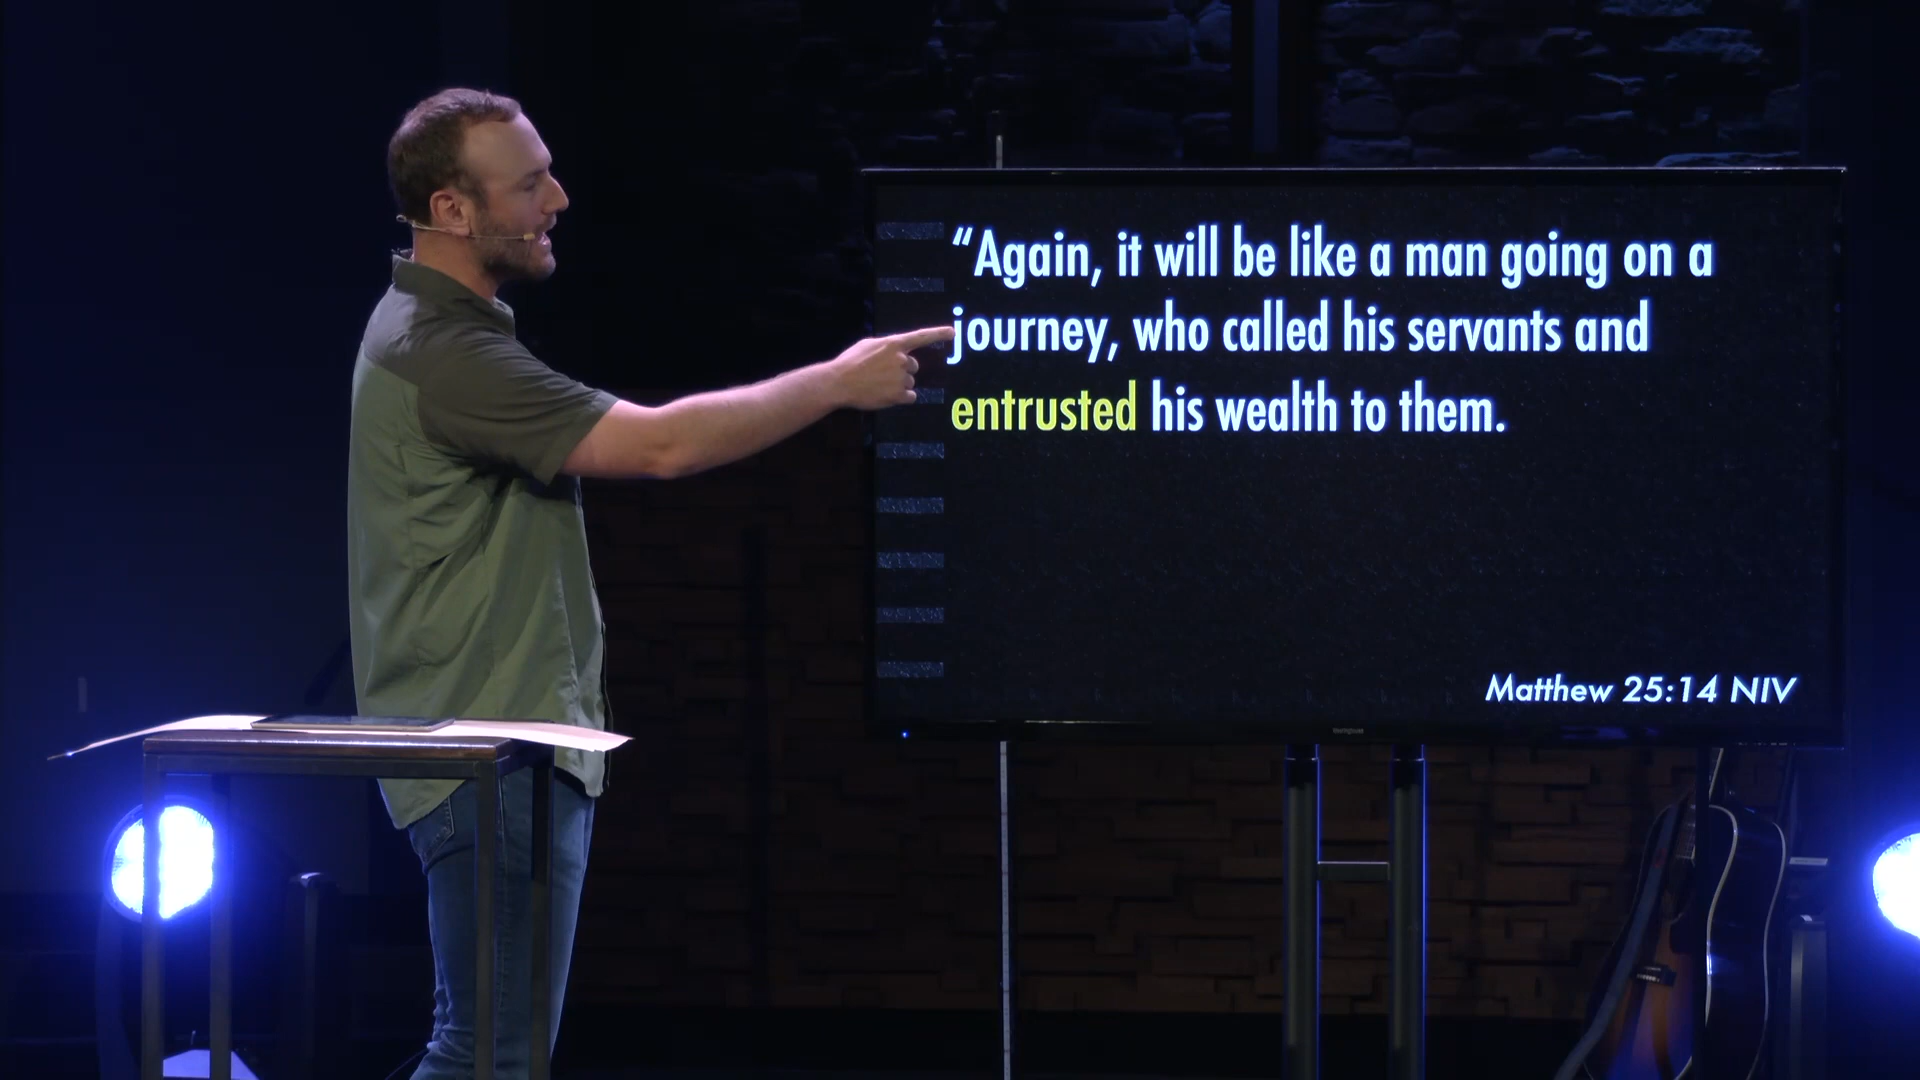 “Again, it will be like a man going on a
journey, who called his servants and
entrusted his wealth to them.
Matthew 25:14 NIV
Westinghouse